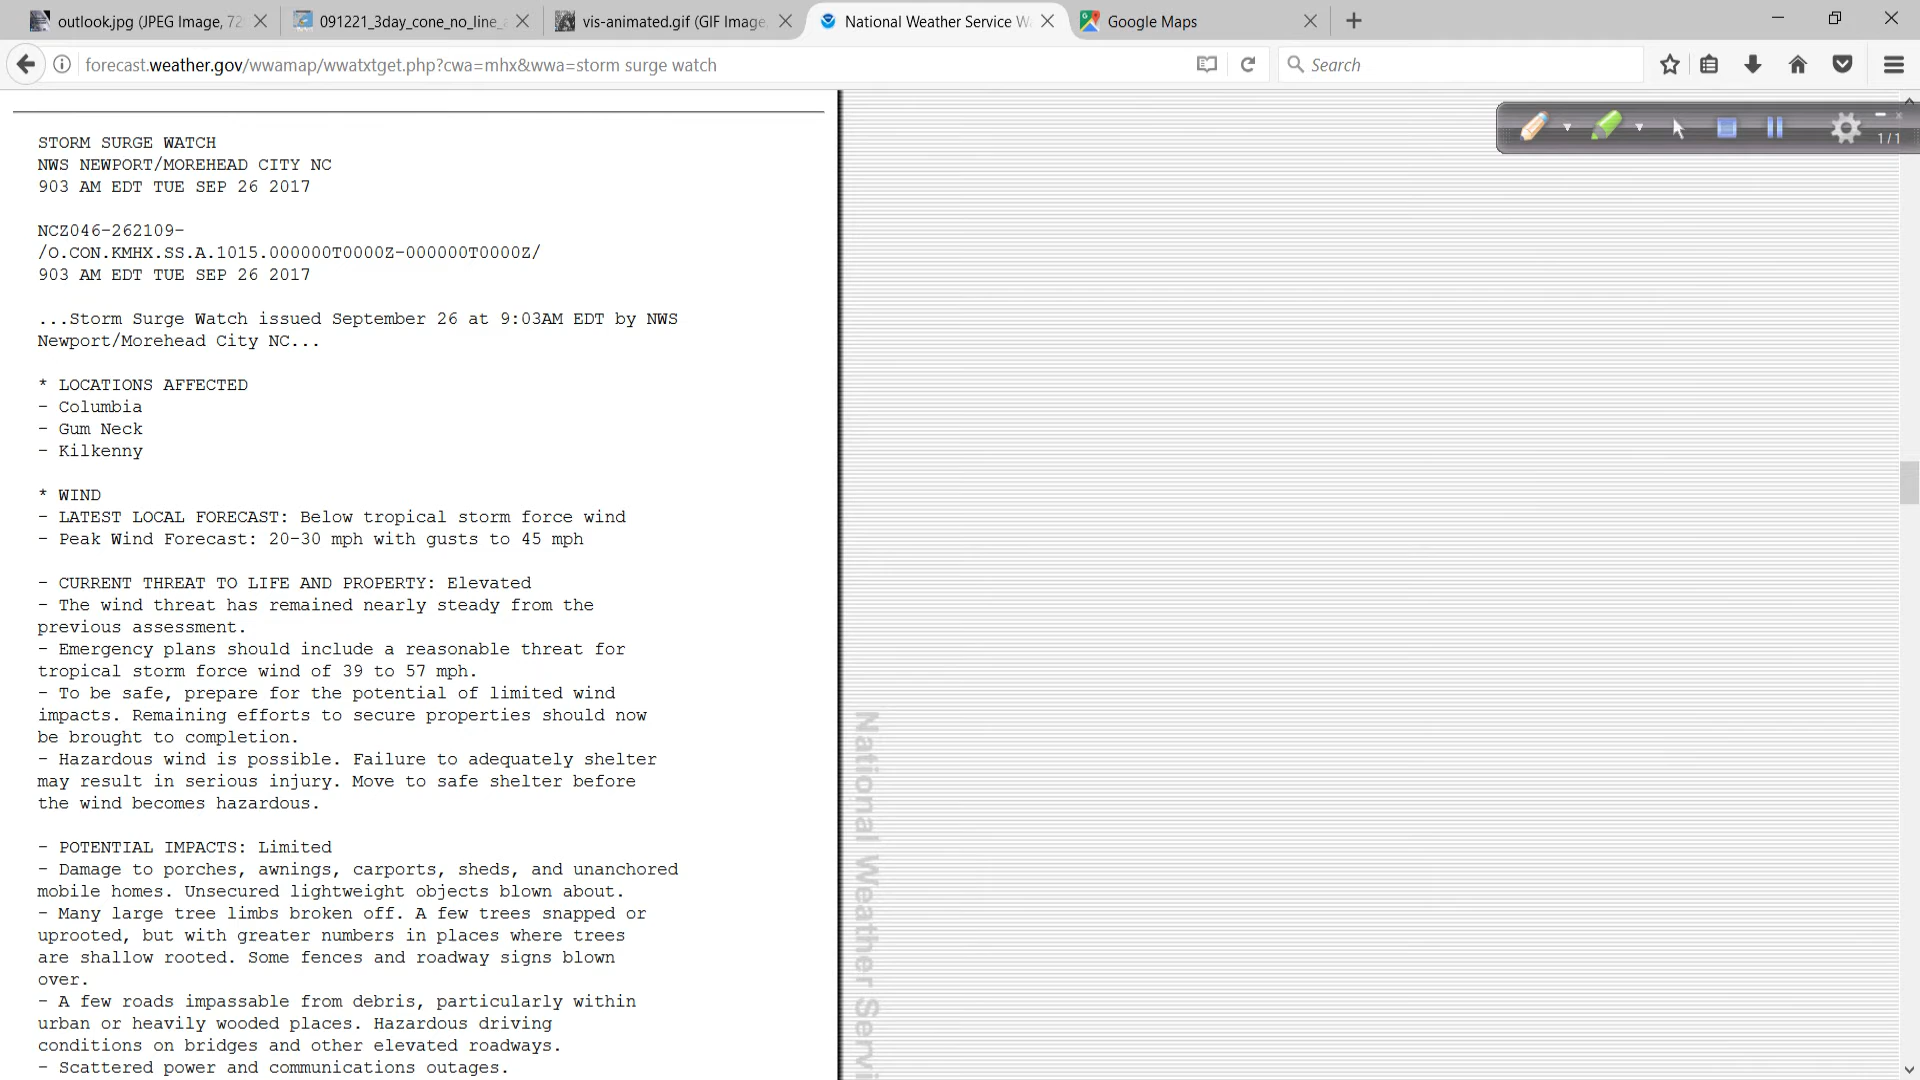 outlook.jpg (JPEG Image, 72
091221_3day_cone_no_line_a
vis-animated.gif (GIF Image,
National Weather Service Wa
Google Maps
forecast.weather.gov/wwamap/wwatxtget.php?cwa=mhx&wwa=storm surge watch
Search
1/1
STORM SURGE WATCH
NWS NEWPORT/MOREHEAD CITY NC
903 AM EDT TUE SEP 26 2017
NCZ046-262109-
/O.CON.KMHX.SS.A.1015.000000T0000Z-000000T0000Z/
903 AM EDT TUE SEP 26 2017
...Storm Surge Watch issued September 26 at 9:03AM EDT by NWS
Newport/Morehead City NC...
* LOCATIONS AFFECTED
- Columbia
- Gum Neck
- Kilkenny
* WIND
- LATEST LOCAL FORECAST: Below tropical storm force wind
- Peak Wind Forecast: 20-30 mph with gusts to 45 mph
- CURRENT THREAT TO LIFE AND PROPERTY: Elevated
- The wind threat has remained nearly steady from the
previous assessment.
- Emergency plans should include a reasonable threat for
tropical storm force wind of 39 to 57 mph.
- To be safe, prepare for the potential of limited wind
impacts. Remaining efforts to secure properties should now
be brought to completion.
- Hazardous wind is possible. Failure to adequately shelter
may result in serious injury. Move to safe shelter before
the wind becomes hazardous.
- POTENTIAL IMPACTS: Limited
- Damage to porches, awnings, carports, sheds, and unanchored
mobile homes. Unsecured lightweight objects blown about.
- Many large tree limbs broken off. A few trees snapped or
uprooted, but with greater numbers in places where trees
are shallow rooted. Some fences and roadway signs blown
over.
- A few roads impassable from debris, particularly within
urban or heavily wooded places. Hazardous driving
conditions on bridges and other elevated roadways.
- Scattered power and communications outages.
National Weather Servi